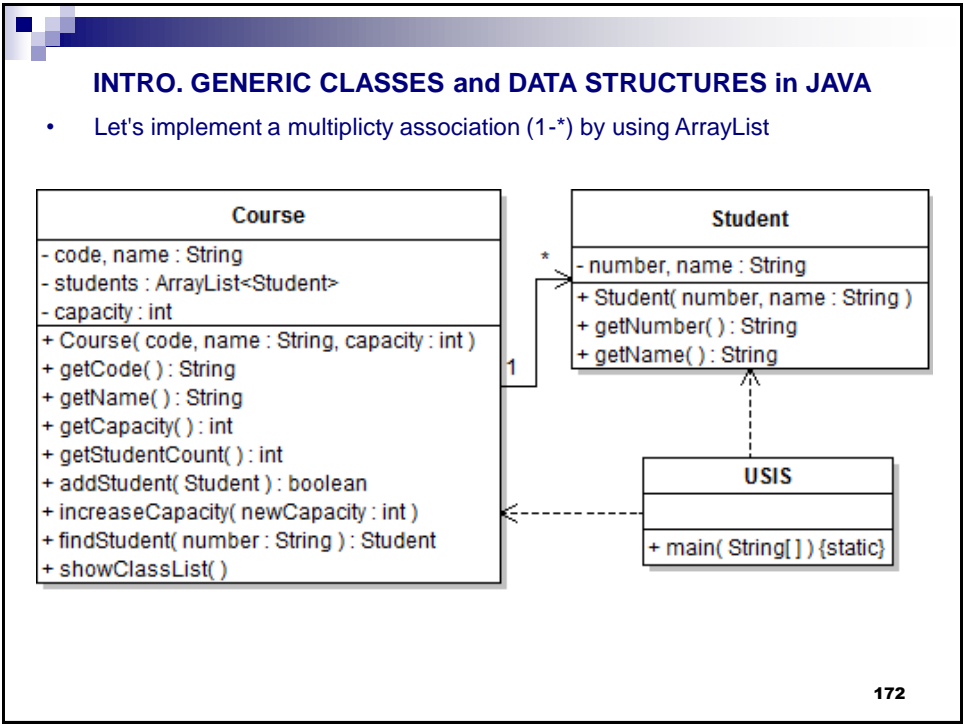 INTRO. GENERIC CLASSES and DATA STRUCTURES in JAVA
• Let's implement a multiplicty association (1-*) by using ArrayList
Course
- code, name : String
- students : ArrayList<Student>
- capacity : int
+ Course( code, name : String, capacity : int )
+ getCode( ) : String
+ getName( ) : String
+ getCapacity( ) : int
+ getStudentCount( ) : int
+ addStudent( Student ) : boolean
+ increaseCapacity( newCapacity : int )
+ findStudent( number : String ) : Student
+ showClassList( )
1
*
Student
- number, name : String
+ Student( number, name : String )
+ getNumber( ) : String
+ getName( ) : String
USIS
+ main( String[ ] ) {static}
172